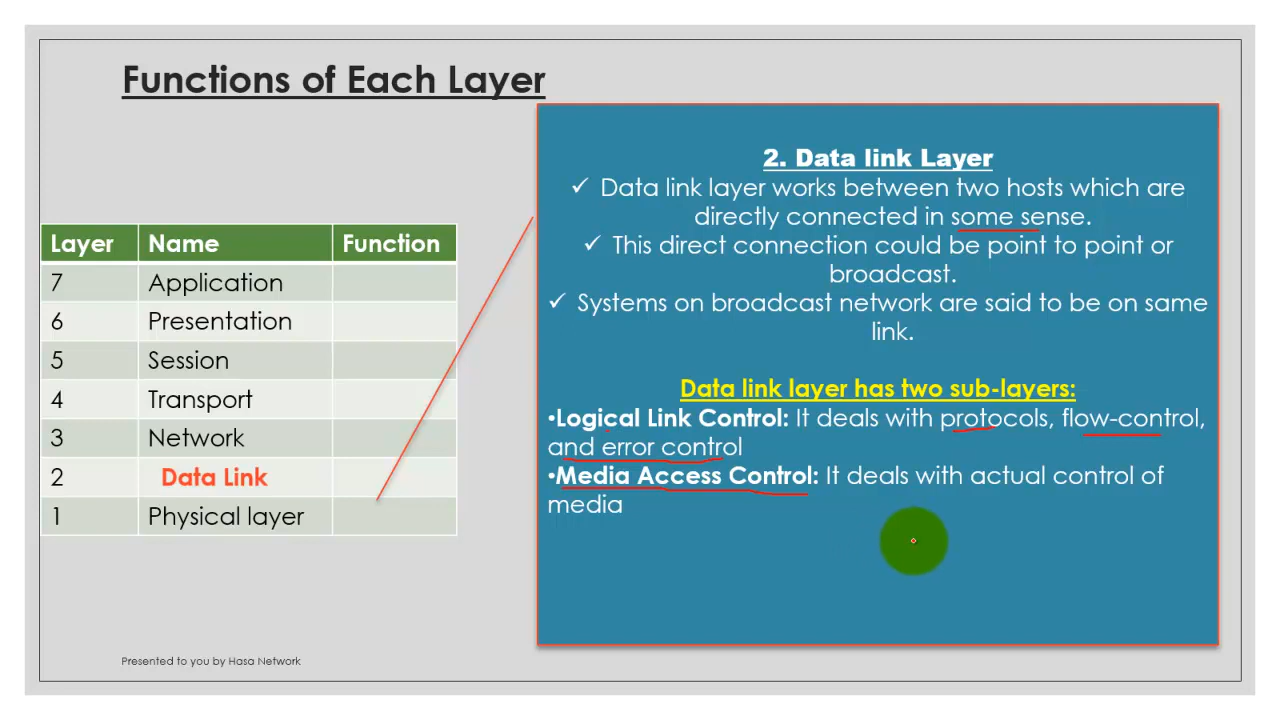 Functions of Each Layer
Layer Name Function
7 Application
6 Presentation
5 Session
4 Transport
3 Network
2 Data Link
1 Physical layer
2. Data link Layer
✓ Data link layer works between two hosts which are
directly connected in some sense.
✓ This direct connection could be point to point or
broadcast.
✓ Systems on broadcast network are said to be on same
link.
Data link layer has two sub-layers:
•Logical Link Control: It deals with protocols, flow-control,
and error control
•Media Access Control: It deals with actual control of
media
Presented to you by Hasa Network